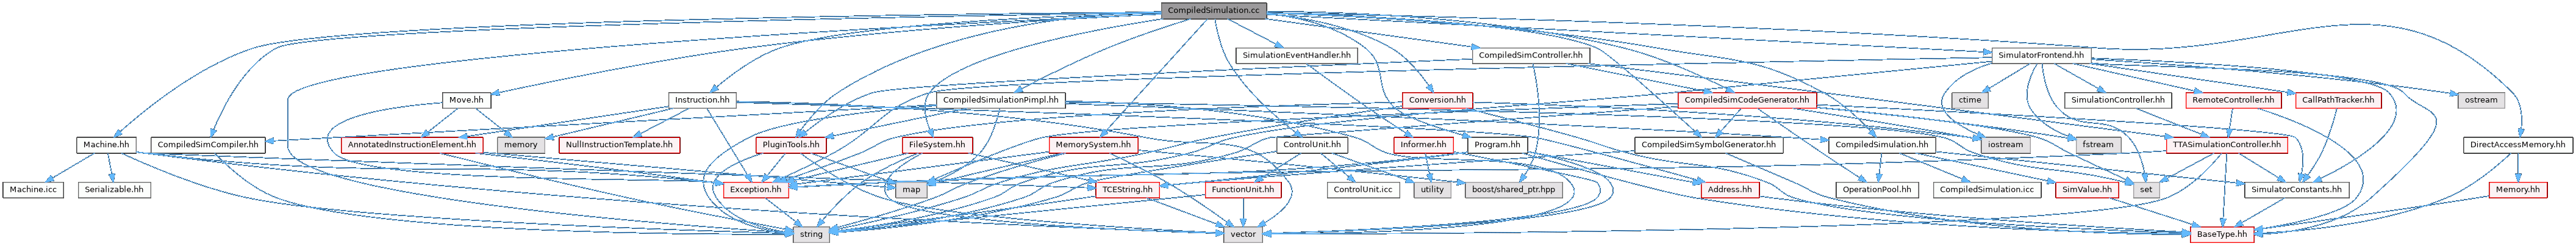 CompiledSimulation.cc
SimulationEventHandler.hh
CompiledSimController.hh
SimulatorFrontend.hh
Move.hh
Instruction.hh
CompiledSimulationPimpl.hh
Conversion.hh
CompiledSimCodeGenerator.hh
ctime
SimulationController.hh
RemoteController.hh
CallPathTracker.hh
ostream
Machine.hh
CompiledSimCompiler.hh
AnnotatedInstructionElement.hh
memory
NullInstructionTemplate.hh
PluginTools.hh
FileSystem.hh
MemorySystem.hh
ControlUnit.hh
Informer.hh
Program.hh
CompiledSimSymbolGenerator.hh
CompiledSimulation.hh
iostream
fstream
TTASimulationController.hh
DirectAccessMemory.hh
Machine.icc
Serializable.hh
Exception.hh
map
TCEString.hh
FunctionUnit.hh
ControlUnit.icc
utility
boost/shared_ptr.hpp
Address.hh
OperationPool.hh
CompiledSimulation.icc
SimValue.hh
set
SimulatorConstants.hh
Memory.hh
string
vector
BaseType.hh